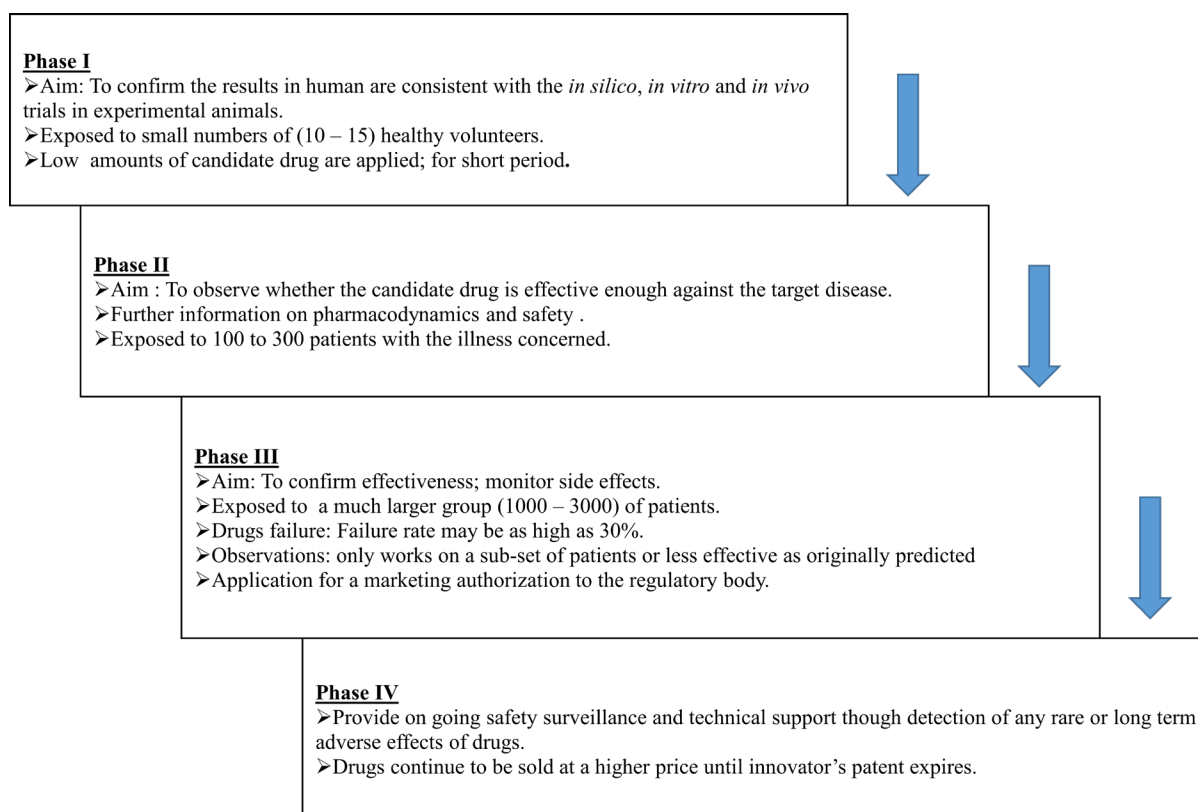 Phase I
➢Aim: To confirm the results in human are consistent with the in silico, in vitro and in vivo
trials in experimental animals.
➢Exposed to small numbers of (10 – 15) healthy volunteers.
➢Low  amounts of candidate drug are applied; for short period.
Phase II
➢Aim : To observe whether the candidate drug is effective enough against the target disease.
➢Further information on pharmacodynamics and safety .
➢Exposed to 100 to 300 patients with the illness concerned.
Phase III
➢Aim: To confirm effectiveness; monitor side effects.
➢Exposed to  a much larger group (1000 – 3000) of patients.
➢Drugs failure: Failure rate may be as high as 30%.
➢Observations: only works on a sub-set of patients or less effective as originally predicted
➢Application for a marketing authorization to the regulatory body.
Phase IV
➢Provide on going safety surveillance and technical support though detection of any rare or long term
adverse effects of drugs.
➢Drugs continue to be sold at a higher price until innovator’s patent expires.